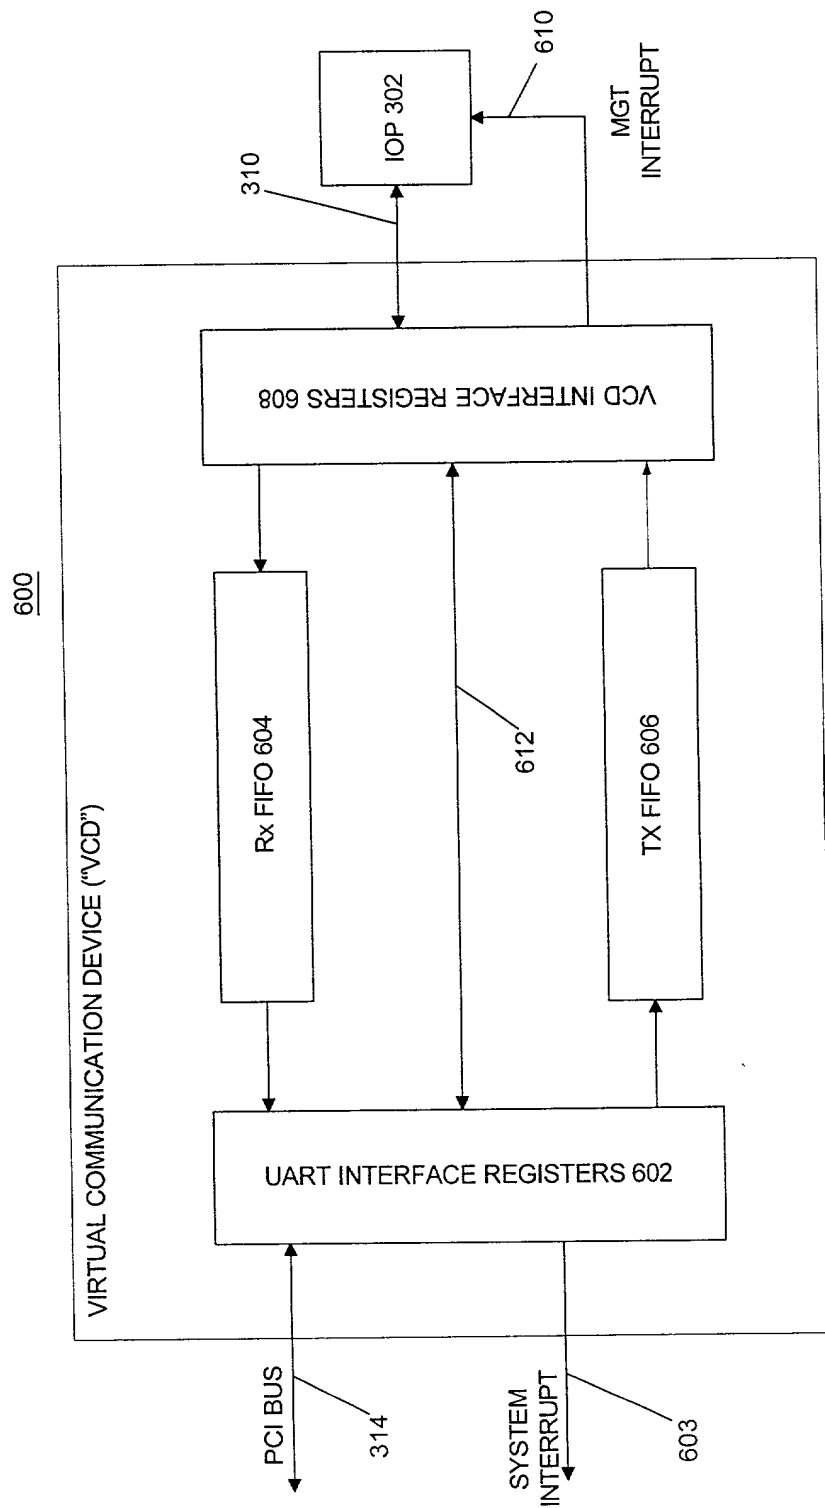 600
VIRTUAL COMMUNICATION DEVICE ("VCD")
PCI BUS
314
SYSTEM
INTERRUPT
603
UART INTERFACE REGISTERS 602
Rx FIFO 604
612
TX FIFO 606
VCD INTERFACE REGISTERS 608
310
IOP 302
610
MGT
INTERRUPT